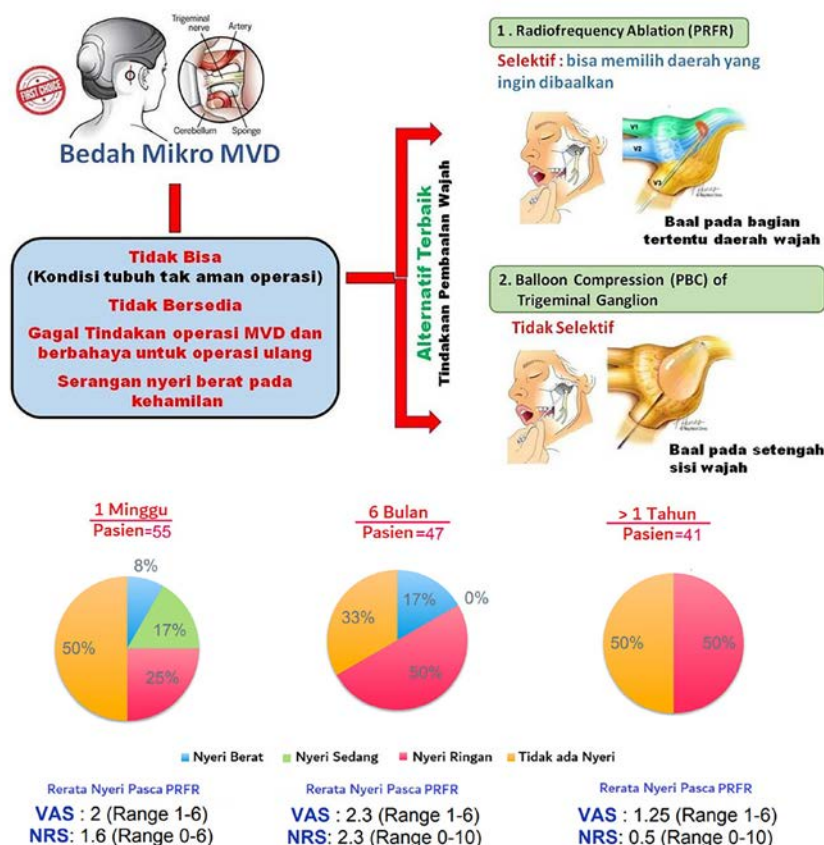 Trigeminal nerve
Artery
FIRST CHOICE
Cerebellum
Sponge
Bedah Mikro MVD
Tidak Bisa
(Kondisi tubuh tak aman operasi)
Tidak Bersedia
Gagal Tindakan operasi MVD dan
berbahaya untuk operasi ulang
Serangan nyeri berat pada
kehamilan
Alternatif Terbaik
Tindakaan Pembaalan Wajah
1 . Radiofrequency Ablation (PRFR)
Selektif : bisa memilih daerah yang
ingin dibaalkan
V1
V2
V3
Baal pada bagian
tertentu daerah wajah
2. Balloon Compression (PBC) of
Trigeminal Ganglion
Tidak Selektif
Baal pada setengah
sisi wajah
1 Minggu
Pasien=55
8%
17%
25%
50%
6 Bulan
Pasien=47
17%
0%
50%
33%
> 1 Tahun
Pasien=41
50%
50%
Nyeri Berat
Nyeri Sedang
Nyeri Ringan
Tidak ada Nyeri
Rerata Nyeri Pasca PRFR
VAS : 2 (Range 1-6)
NRS: 1.6 (Range 0-6)
Rerata Nyeri Pasca PRFR
VAS : 2.3 (Range 1-6)
NRS: 2.3 (Range 0-10)
Rerata Nyeri Pasca PRFR
VAS : 1.25 (Range 1-6)
NRS: 0.5 (Range 0-10)